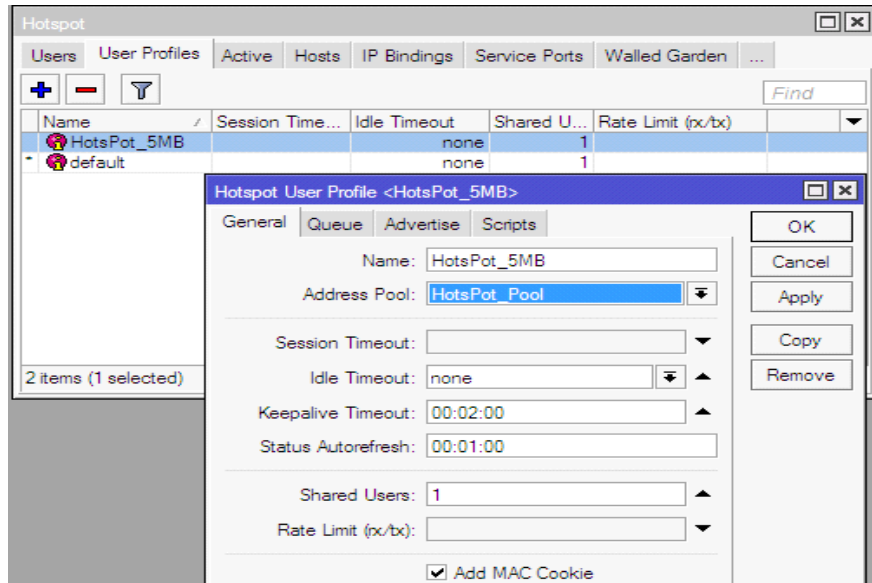 Hotspot
Users User Profiles Active Hosts IP Bindings Service Ports Walled Garden ...
Find
Name Session Time... Idle Timeout Shared U... Rate Limit (rx/tx)
HotsPot_5MB none 1
* default none 1
Hotspot User Profile <HotsPot_5MB>
General Queue Advertise Scripts
OK
Name: HotsPot_5MB
Cancel
Address Pool: HotsPot_Pool
Apply
Session Timeout:
Copy
2 items (1 selected)
Idle Timeout: none
Remove
Keepalive Timeout: 00:02:00
Status Autorefresh: 00:01:00
Shared Users: 1
Rate Limit (rx/tx):
Add MAC Cookie